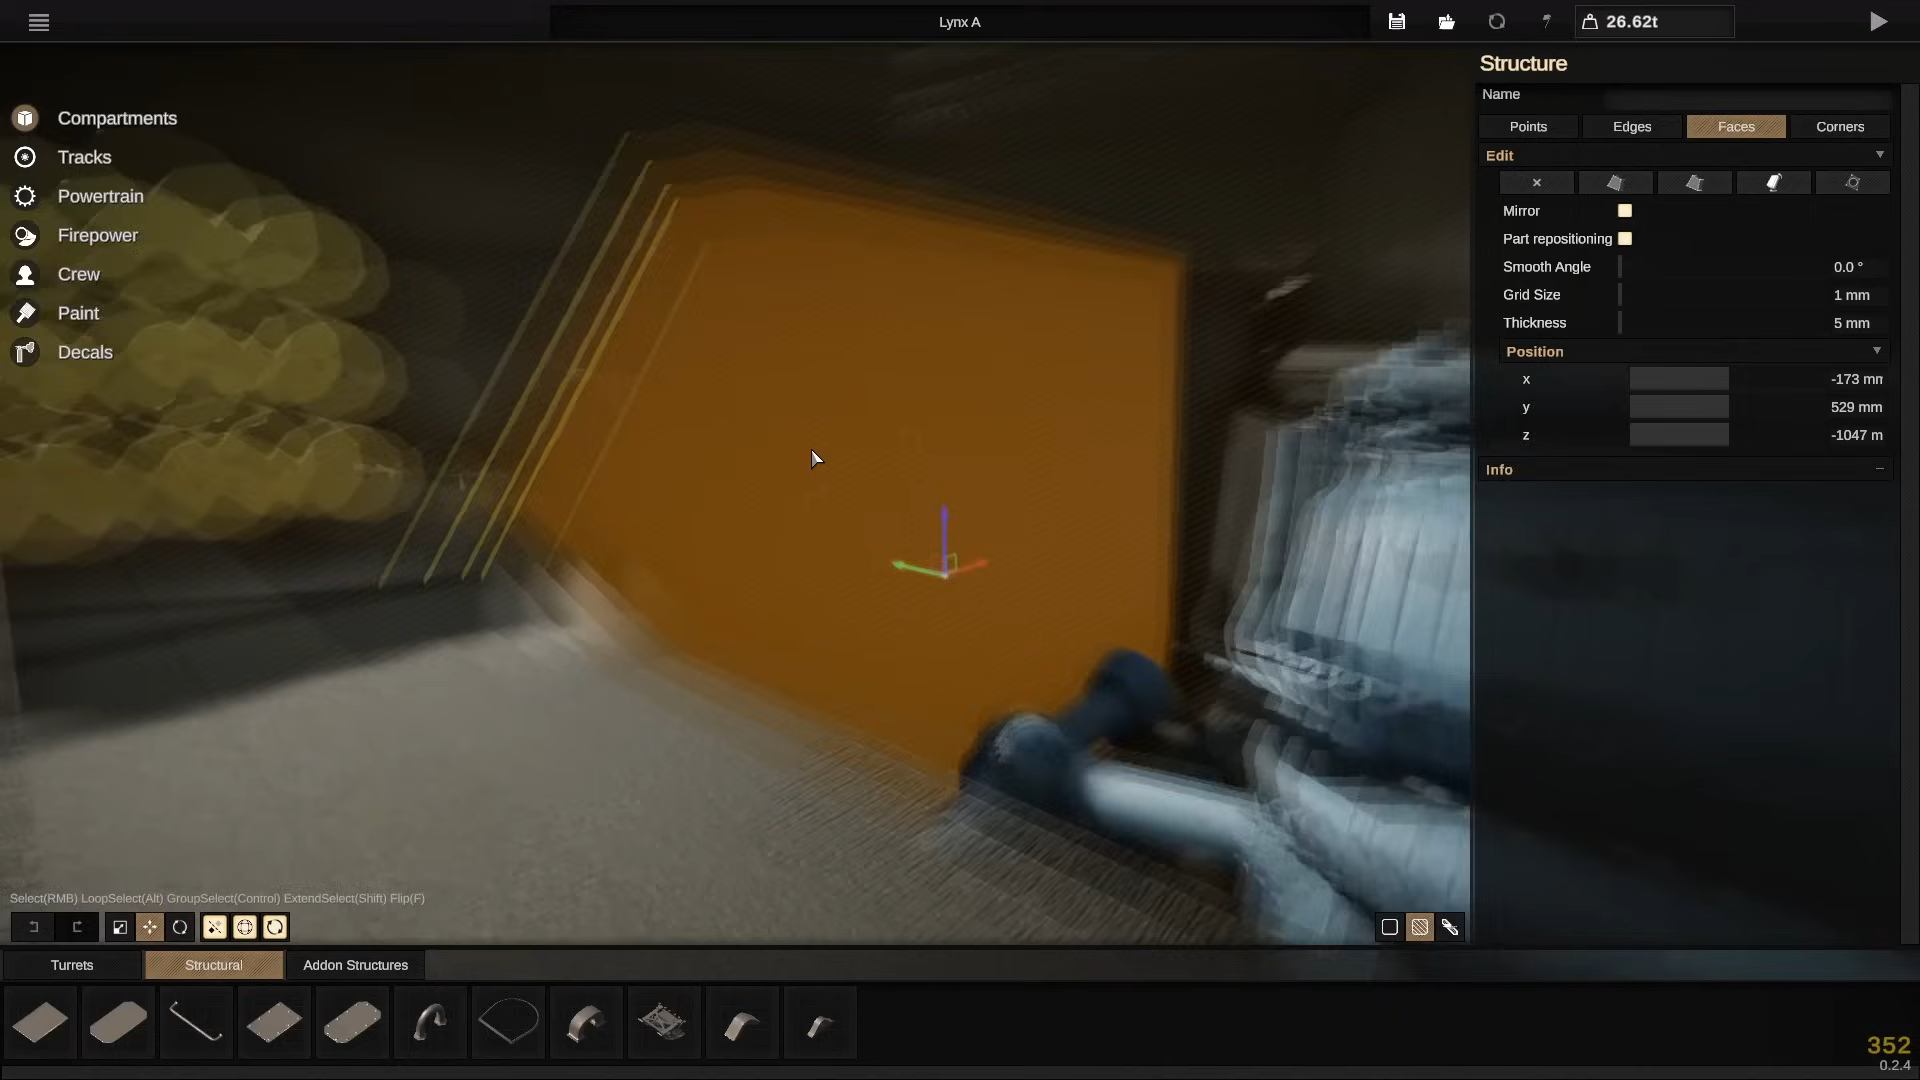 Lynx A
26.62t
Structure
Name
Points
Edges
Faces
Corners
Edit
Mirror
Part repositioning
Smooth Angle
0.0 °
Grid Size
1 mm
Thickness
5 mm
Position
x
-173 mm
y
529 mm
z
-1047 m
Info
Compartments
Tracks
Powertrain
Firepower
Crew
Paint
Decals
Select(RMB) LoopSelect(Alt) GroupSelect(Control) ExtendSelect(Shift) Flip(F)
Turrets
Structural
Addon Structures
352
0.2.4